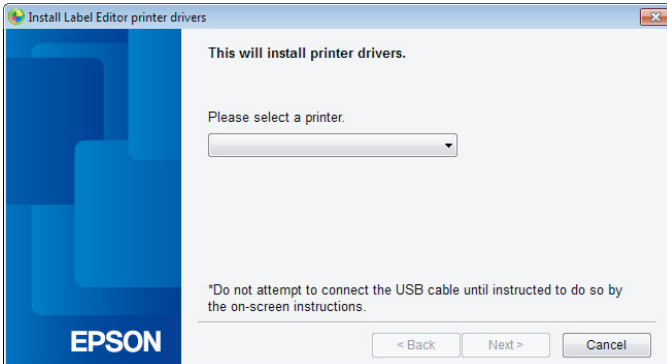 Install Label Editor printer drivers
This will install printer drivers.
Please select a printer.
*Do not attempt to connect the USB cable until instructed to do so by
the on-screen instructions.
EPSON
< Back
Next >
Cancel